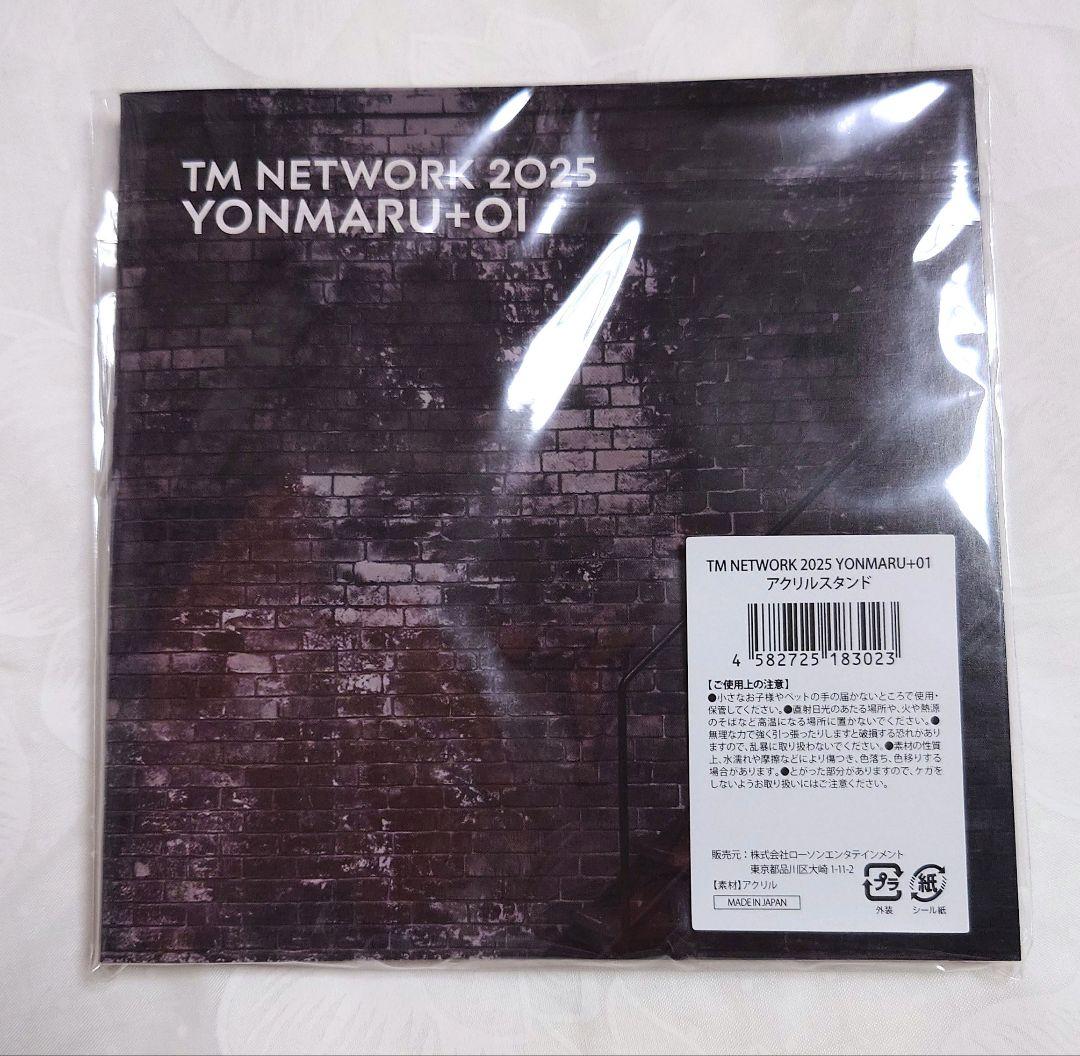 TM NETWORK 2025
YONMARU+01
TM NETWORK 2025 YONMARU+01
アクリルスタンド
4 582725 183023
【ご使用上の注意】
●小さなお子様やペットの手の届かないところで使用・
保管してください。●直射日光のあたる場所や、火や熱源
のそばなど高温になる場所に置かないでください。●
無理な力で強く引っ張ったりしますと破損する恐れがあり
ますので、乱暴に取り扱わないでください。●素材の性質
上、水濡れや摩擦などにより傷つき、色落ち、色移りする
場合があります。●とがった部分がありますので、ケガを
しないようお取り扱いにはご注意ください。
販売元：株式会社ローソンエンタテインメント
東京都品川区大崎 1-11-2
【素材】アクリル
MADE IN JAPAN
プラ
外装
紙
シール紙